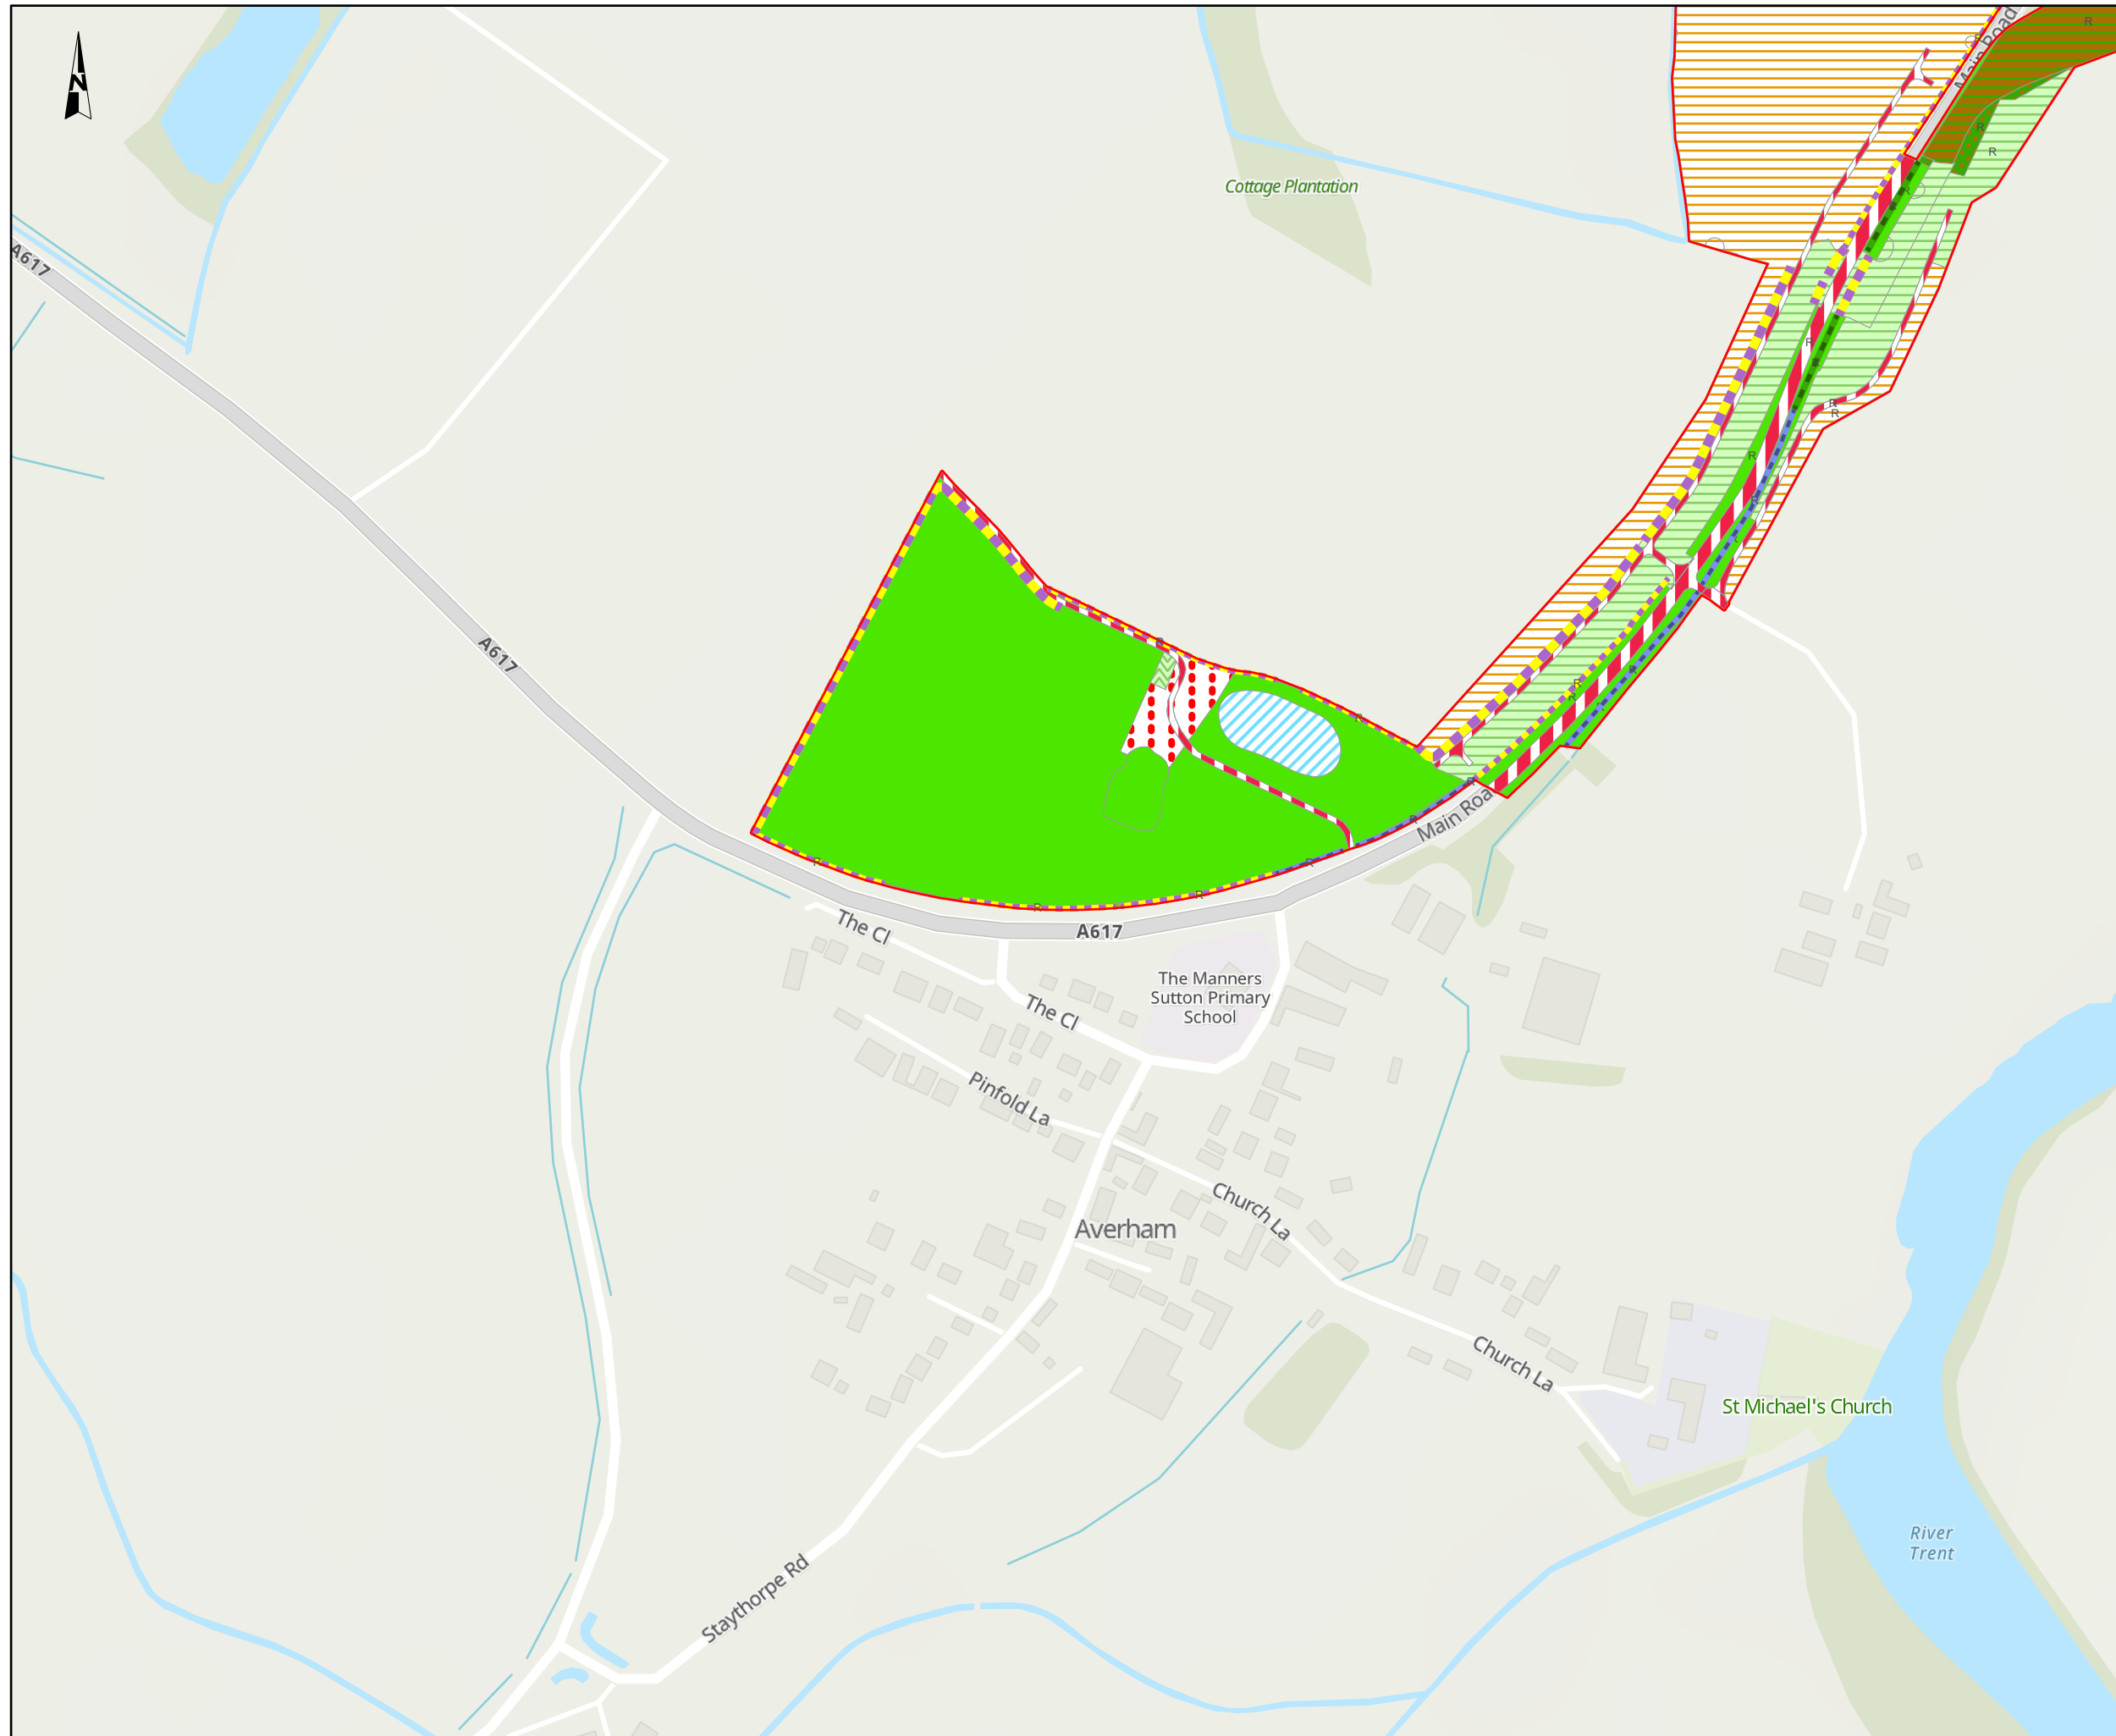 N
Main Road
R
R
R
R
Cottage Plantation
R
A617
R
R
R
R
R
A617
R
R
R
R
R
R
R
Main Roa
R
R
R
R
R
The Cl
A617
The Manners
Sutton Primary
School
The Cl
Pinfold La
Church La
Averham
Church La
St Michael's Church
River
Trent
Staythorpe Rd